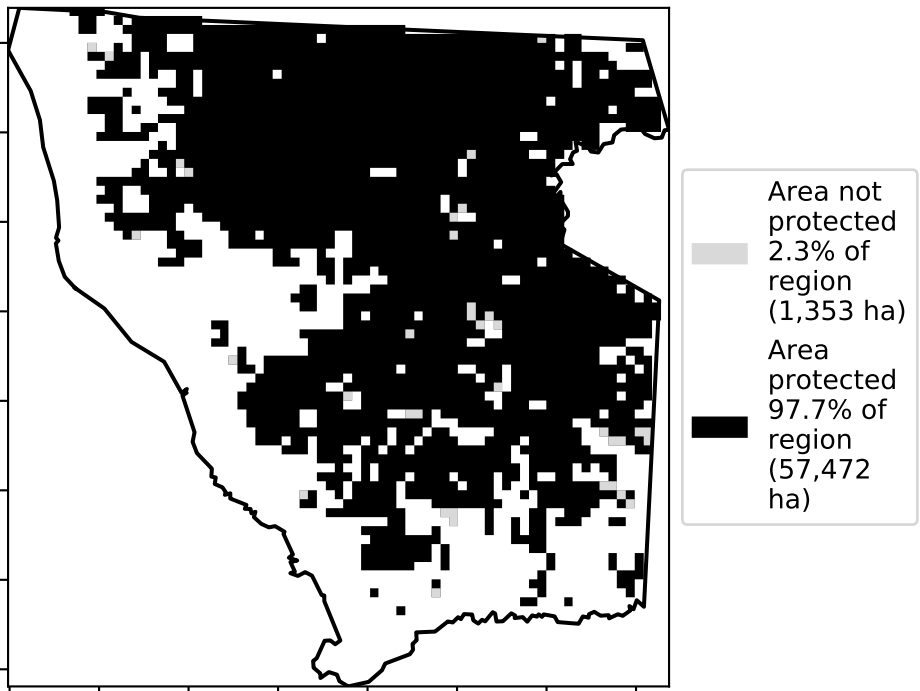 Area not
protected
2.3% of
region
(1,353 ha)
Area
protected
97.7% of
region
(57,472
ha)